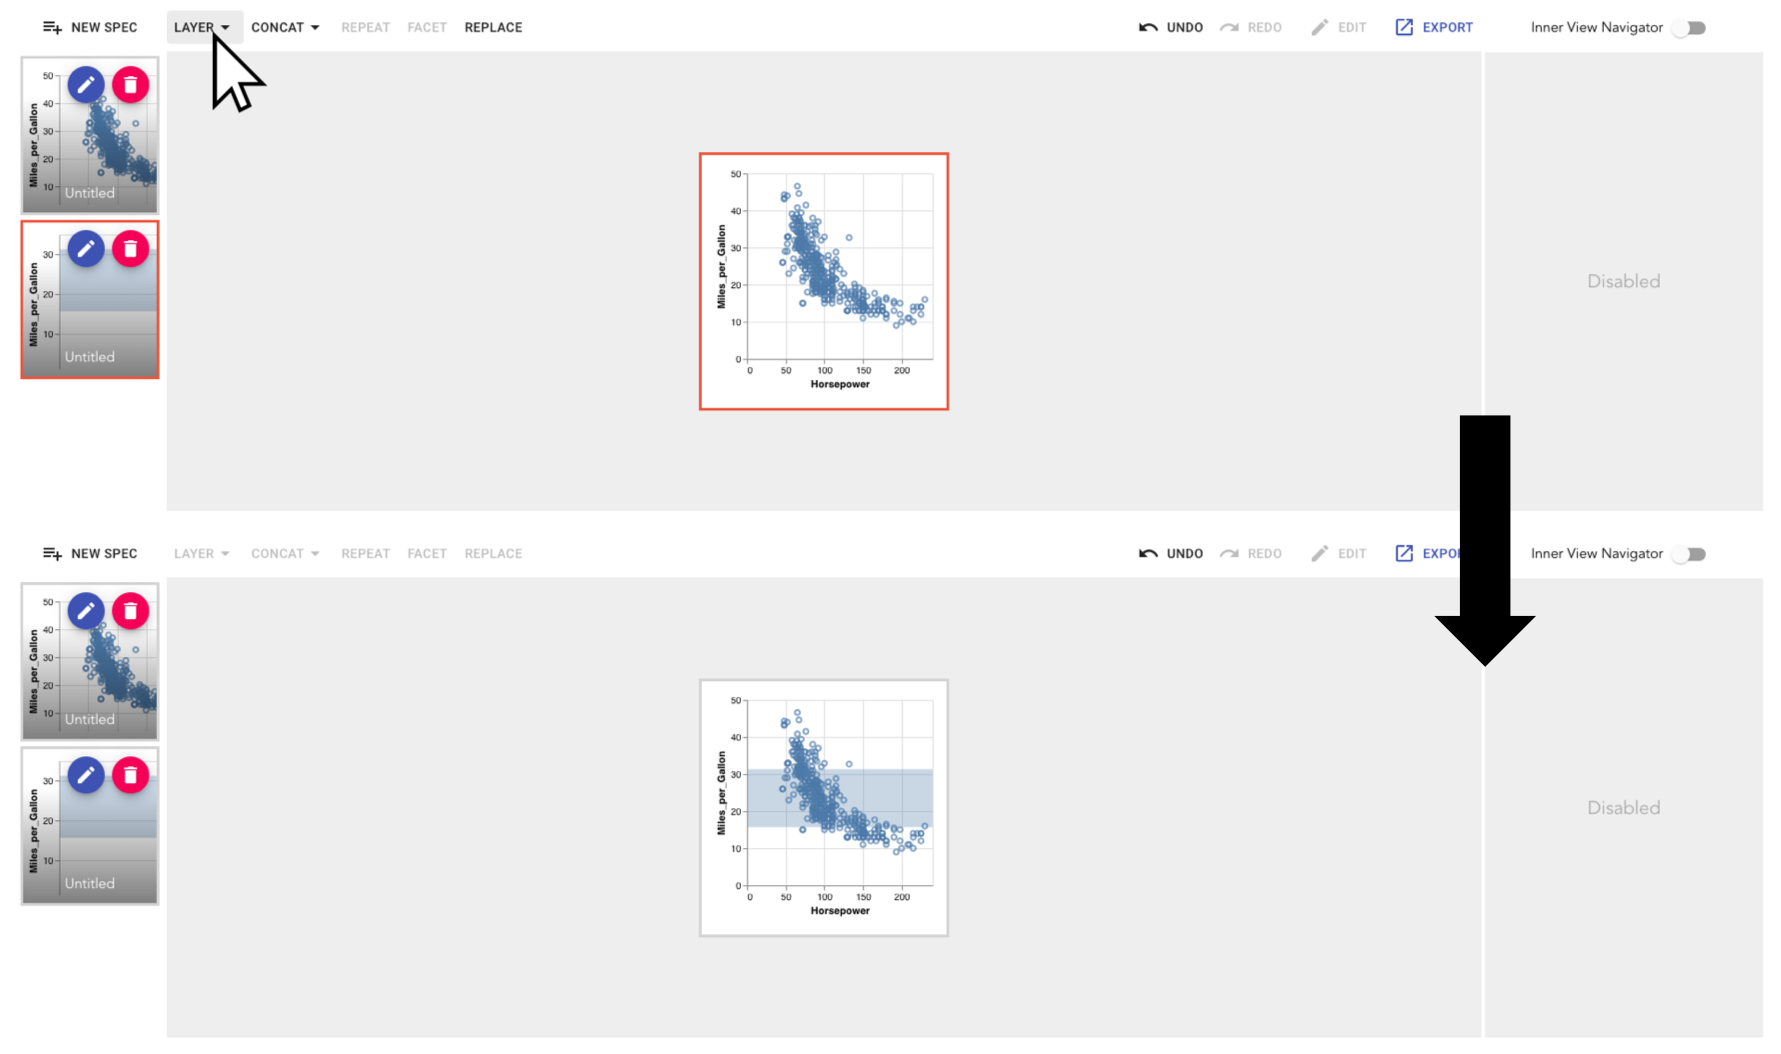 NEW SPEC LAYER CONCAT REPEAT FACET REPLACE UNDO REDO EDIT EXPORT Inner View Navigator
50
40
30
20
10
Miles_per_Gallon
Untitled
30
20
10
Miles_per_Gallon
Untitled
50
40
30
20
10
0
Miles_per_Gallon
0 50 100 150 200
Horsepower
Disabled
NEW SPEC LAYER CONCAT REPEAT FACET REPLACE UNDO REDO EDIT EXPO Inner View Navigator
50
40
30
20
10
Miles_per_Gallon
Untitled
30
20
10
Miles_per_Gallon
Untitled
50
40
30
20
10
0
Miles_per_Gallon
0 50 100 150 200
Horsepower
Disabled